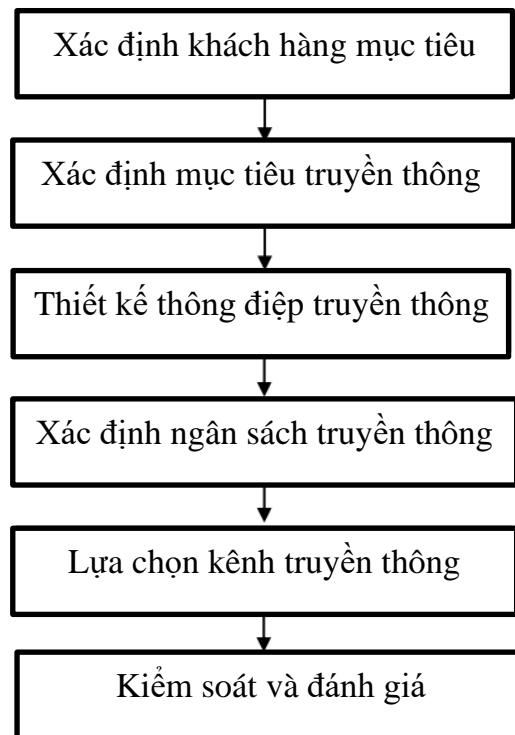 Xác định khách hàng mục tiêu
Xác định mục tiêu truyền thông
Thiết kế thông điệp truyền thông
Xác định ngân sách truyền thông
Lựa chọn kênh truyền thông
Kiểm soát và đánh giá